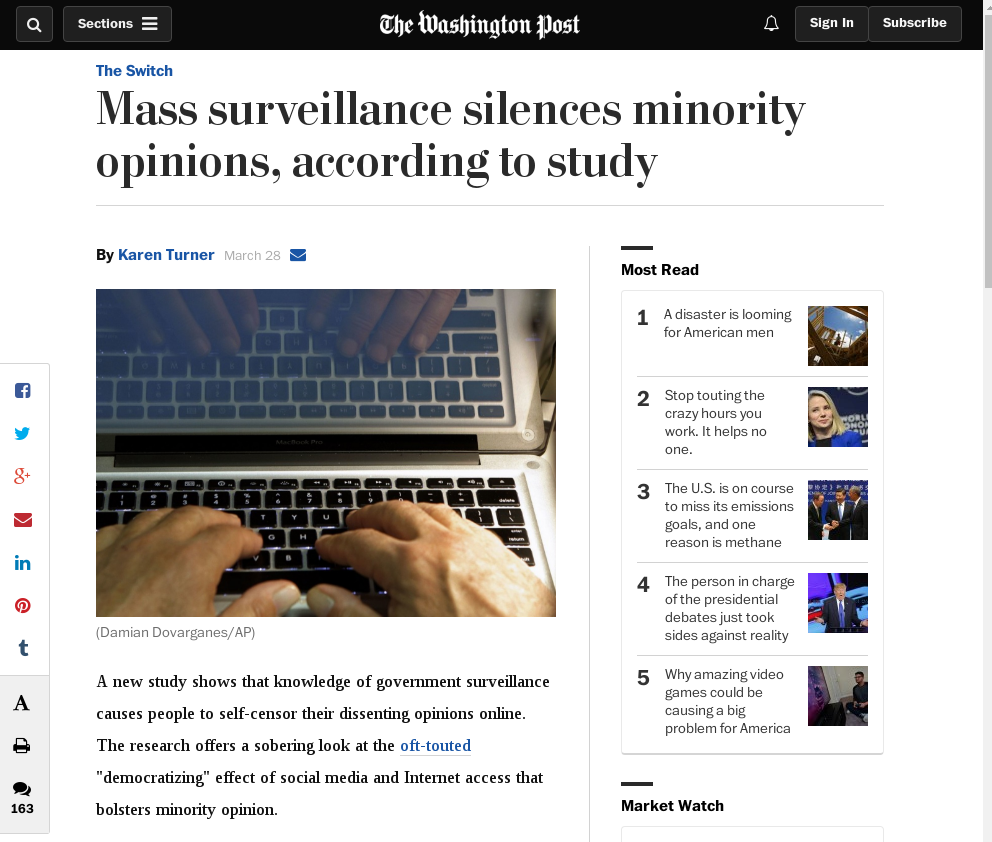 Sections
The Washington Post
Sign In
Subscribe
The Switch
Mass surveillance silences minority
opinions, according to study
By Karen Turner March 28
MacBook Pro
(Damian Dovarganes/AP)
A new study shows that knowledge of government surveillance
causes people to self-censor their dissenting opinions online.
The research offers a sobering look at the oft-touted
"democratizing" effect of social media and Internet access that
bolsters minority opinion.
A
163
Most Read
1 A disaster is looming
for American men
2 Stop touting the
crazy hours you
work. It helps no
one.
3 The U.S. is on course
to miss its emissions
goals, and one
reason is methane
4 The person in charge
of the presidential
debates just took
sides against reality
5 Why amazing video
games could be
causing a big
problem for America
Market Watch